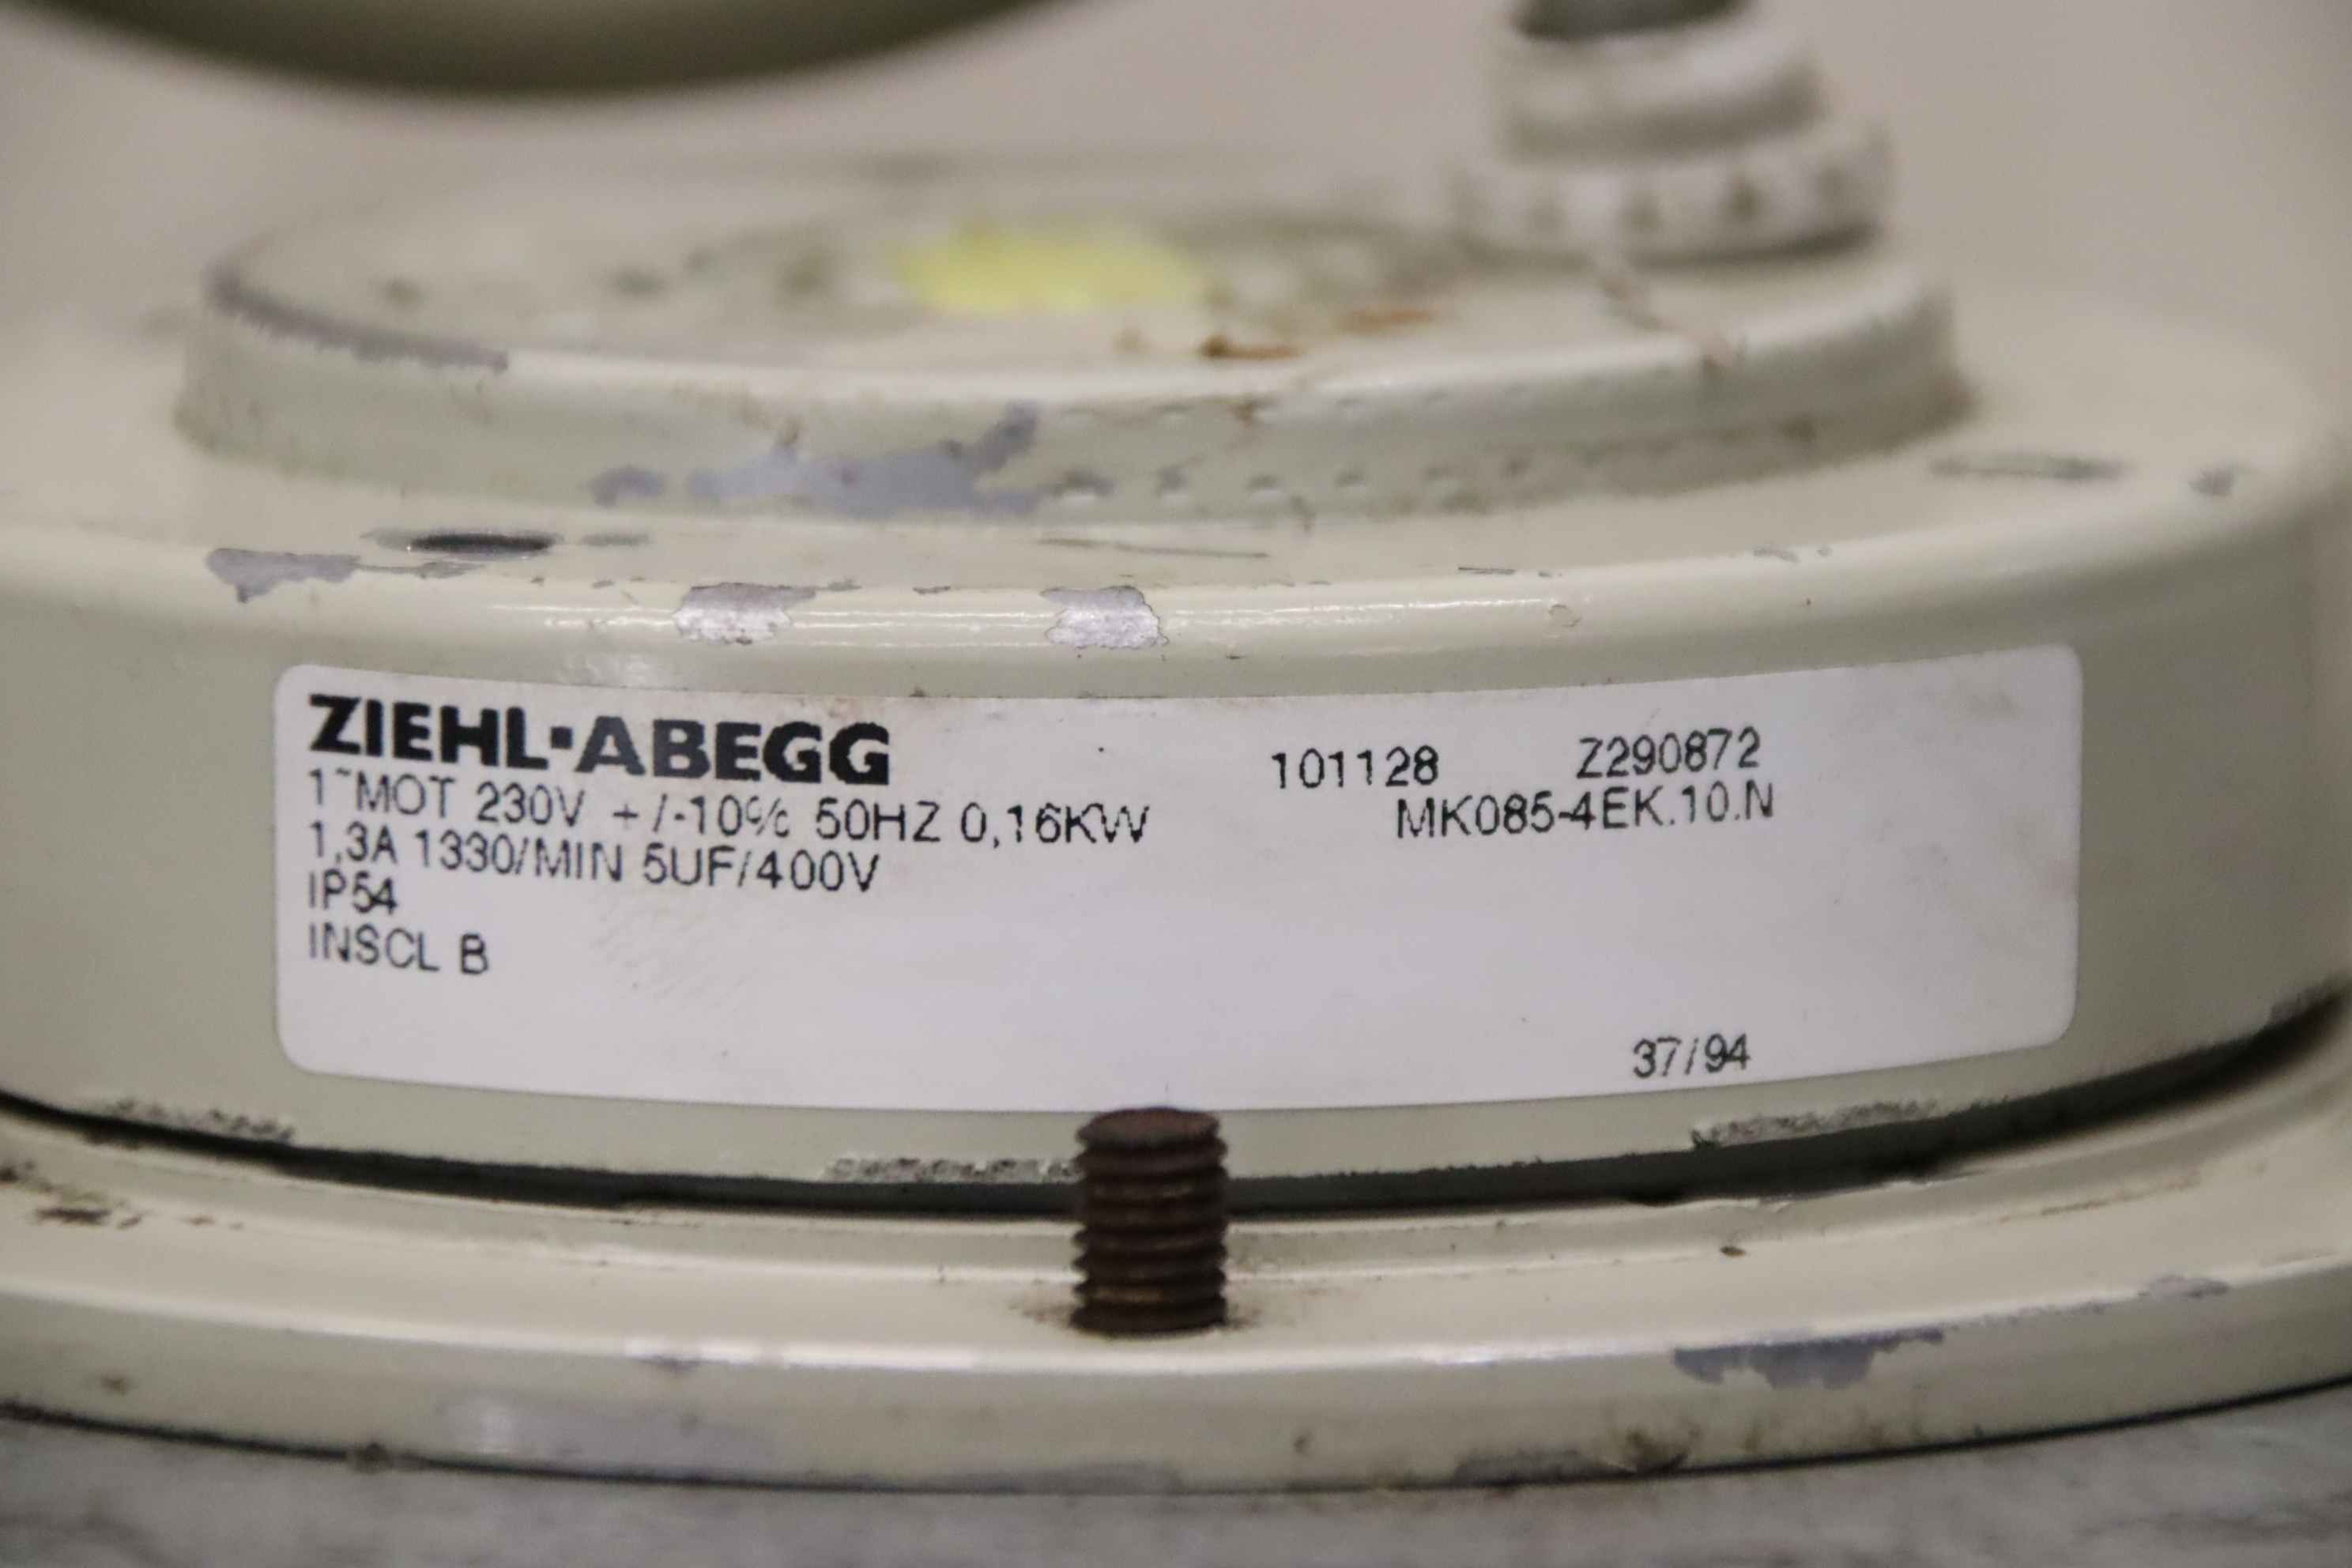 ZIEHL·ABEGG
101128 Z290872
1~MOT 230V +/-10% 50HZ 0,16KW
MK085-4EK.10.N
1,3A 1330/MIN 5UF/400V
IP54
INSCL B
37/94